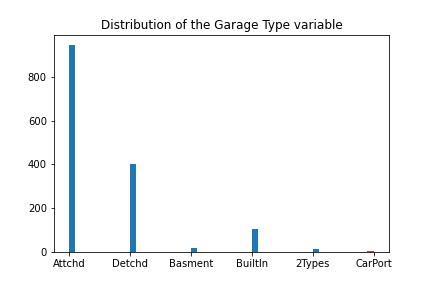 Distribution of the Garage Type variable
800
600
400
200
0
Attchd Detchd Basment BuiltIn 2Types CarPort